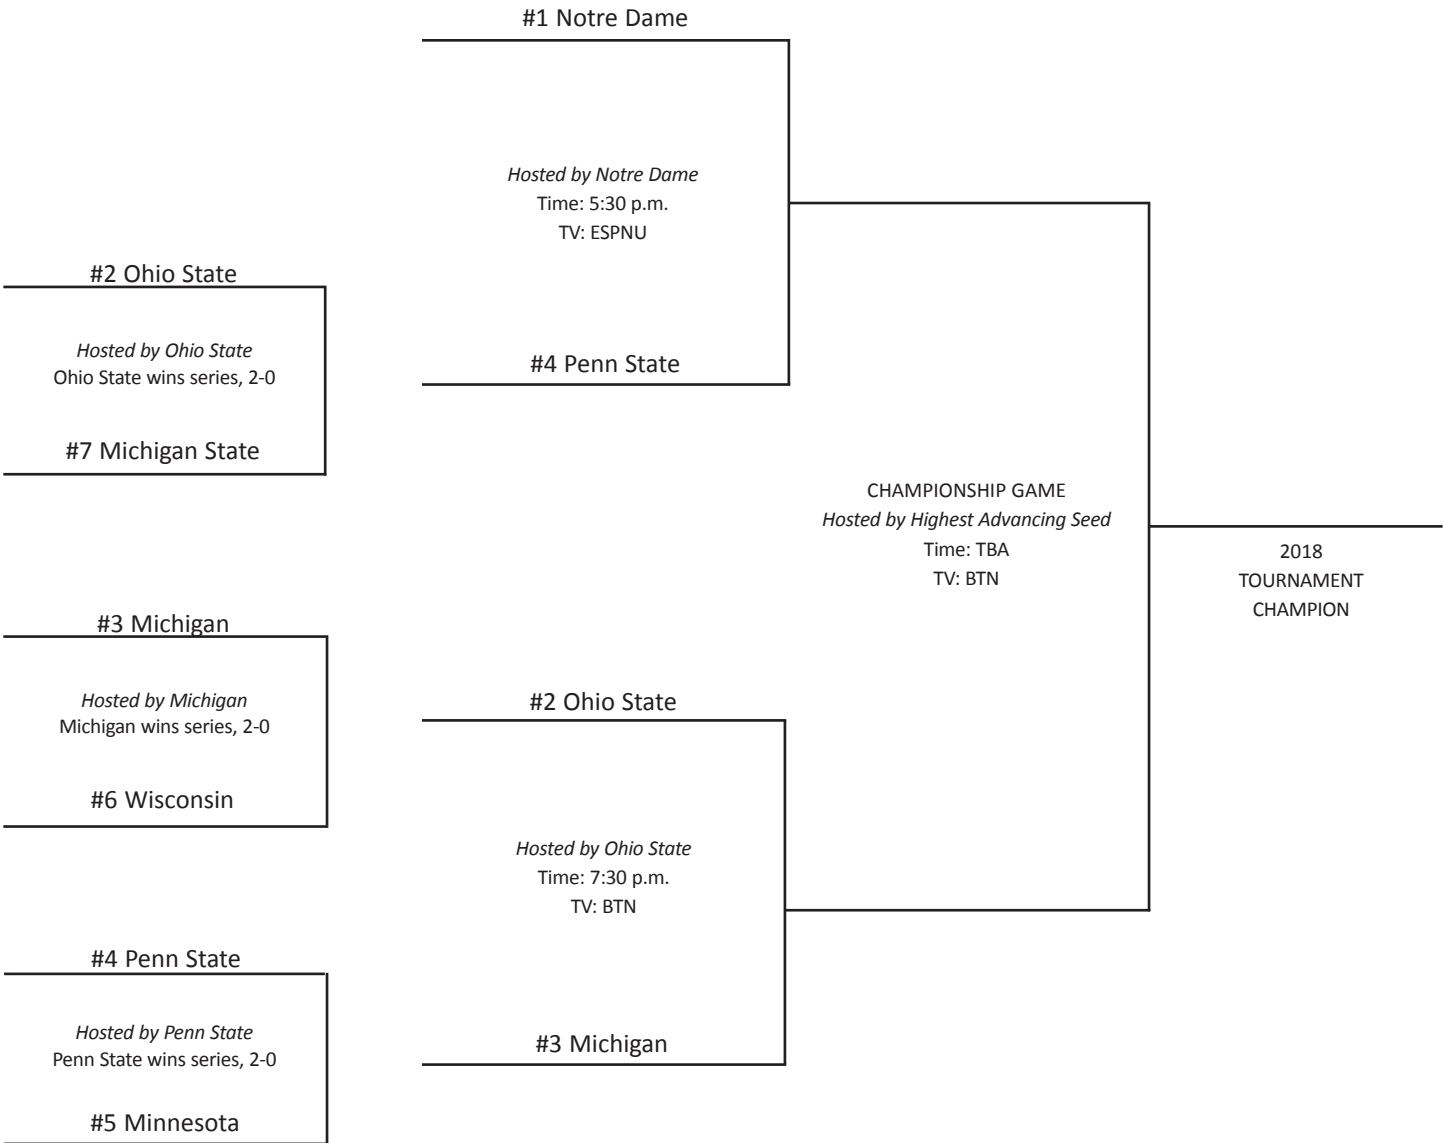 #1 Notre Dame
Hosted by Notre Dame
Time: 5:30 p.m.
TV: ESPNU
#4 Penn State
#2 Ohio State
Hosted by Ohio State
Ohio State wins series, 2-0
#7 Michigan State
#3 Michigan
Hosted by Michigan
Michigan wins series, 2-0
#6 Wisconsin
#4 Penn State
Hosted by Penn State
Penn State wins series, 2-0
#5 Minnesota
#2 Ohio State
Hosted by Ohio State
Time: 7:30 p.m.
TV: BTN
#3 Michigan
CHAMPIONSHIP GAME
Hosted by Highest Advancing Seed
Time: TBA
TV: BTN
2018
TOURNAMENT
CHAMPION